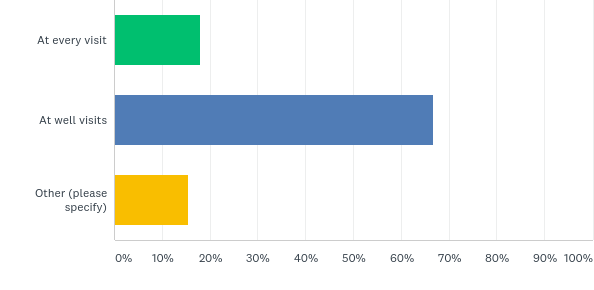 At every visit
At well visits
Other (please
specify)
0% 10% 20% 30% 40% 50% 60% 70% 80% 90% 100%